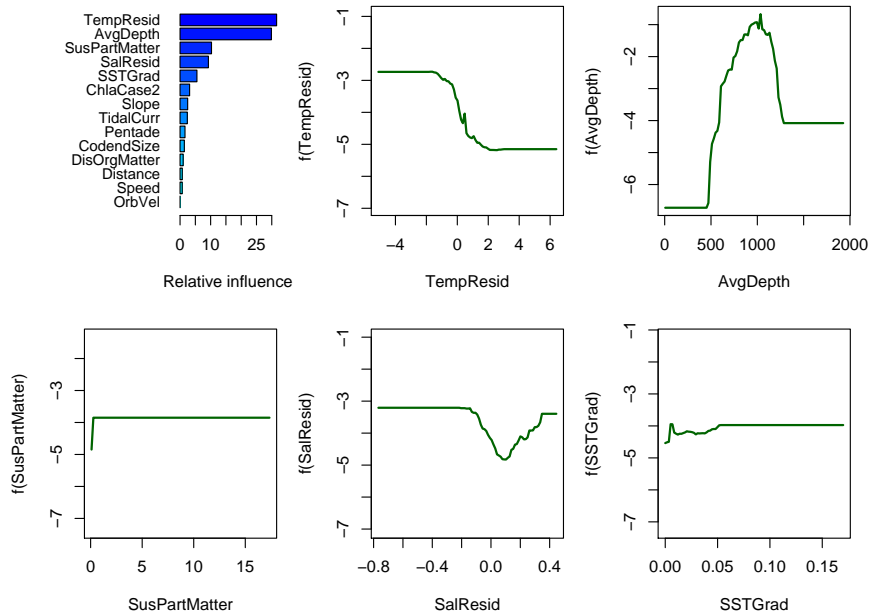 TempResid
AvgDepth
SusPartMatter
SalResid
SSTGrad
ChlaCase2
Slope
TidalCurr
Pentade
CodendSize
DisOrgMatter
Distance
Speed
OrbVel
0 10 25
Relative influence
f(TempResid)
−1
−3
−5
−7
−4 0 2 4 6
TempResid
f(AvgDepth)
−2
−4
−6
0 500 1000 2000
AvgDepth
f(SusPartMatter)
−3
−5
−7
0 5 10 15
SusPartMatter
f(SalResid)
−1
−3
−5
−7
−0.8 −0.4 0.0 0.4
SalResid
f(SSTGrad)
−1
−3
−5
−7
0.00 0.05 0.10 0.15
SSTGrad